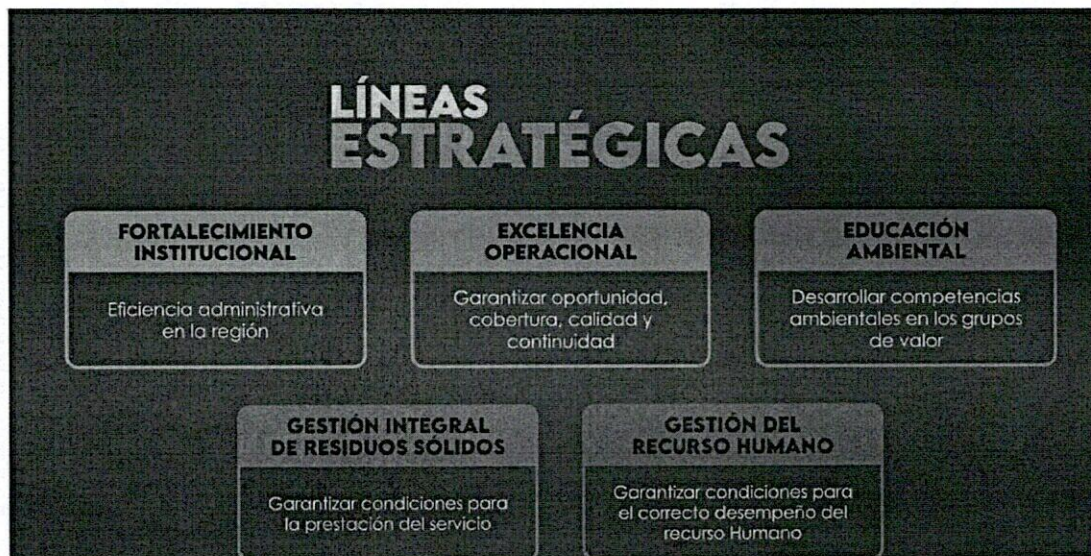 LÍNEAS
ESTRATÉGICAS
FORTALECIMIENTO
INSTITUCIONAL
Eficiencia administrativa
en la región
EXCELENCIA
OPERACIONAL
Garantizar oportunidad,
cobertura, calidad y
continuidad
EDUCACIÓN
AMBIENTAL
Desarrollar competencias
ambientales en los grupos
de valor
GESTIÓN INTEGRAL
DE RESIDUOS SÓLIDOS
Garantizar condiciones para
la prestación del servicio
GESTIÓN DEL
RECURSO HUMANO
Garantizar condiciones para
el correcto desempeño del
recurso Humano